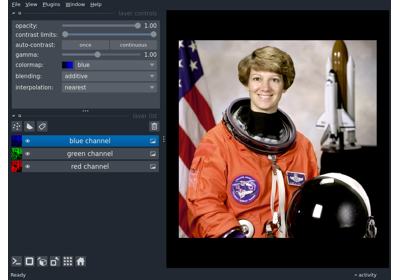 File View Plugins Window Help
layer controls
opacity: 1.00
contrast limits:
auto-contrast: once continuous
gamma: 1.00
colormap: blue
blending: additive
interpolation: nearest
layer list
blue channel
green channel
red channel
Ready
activity